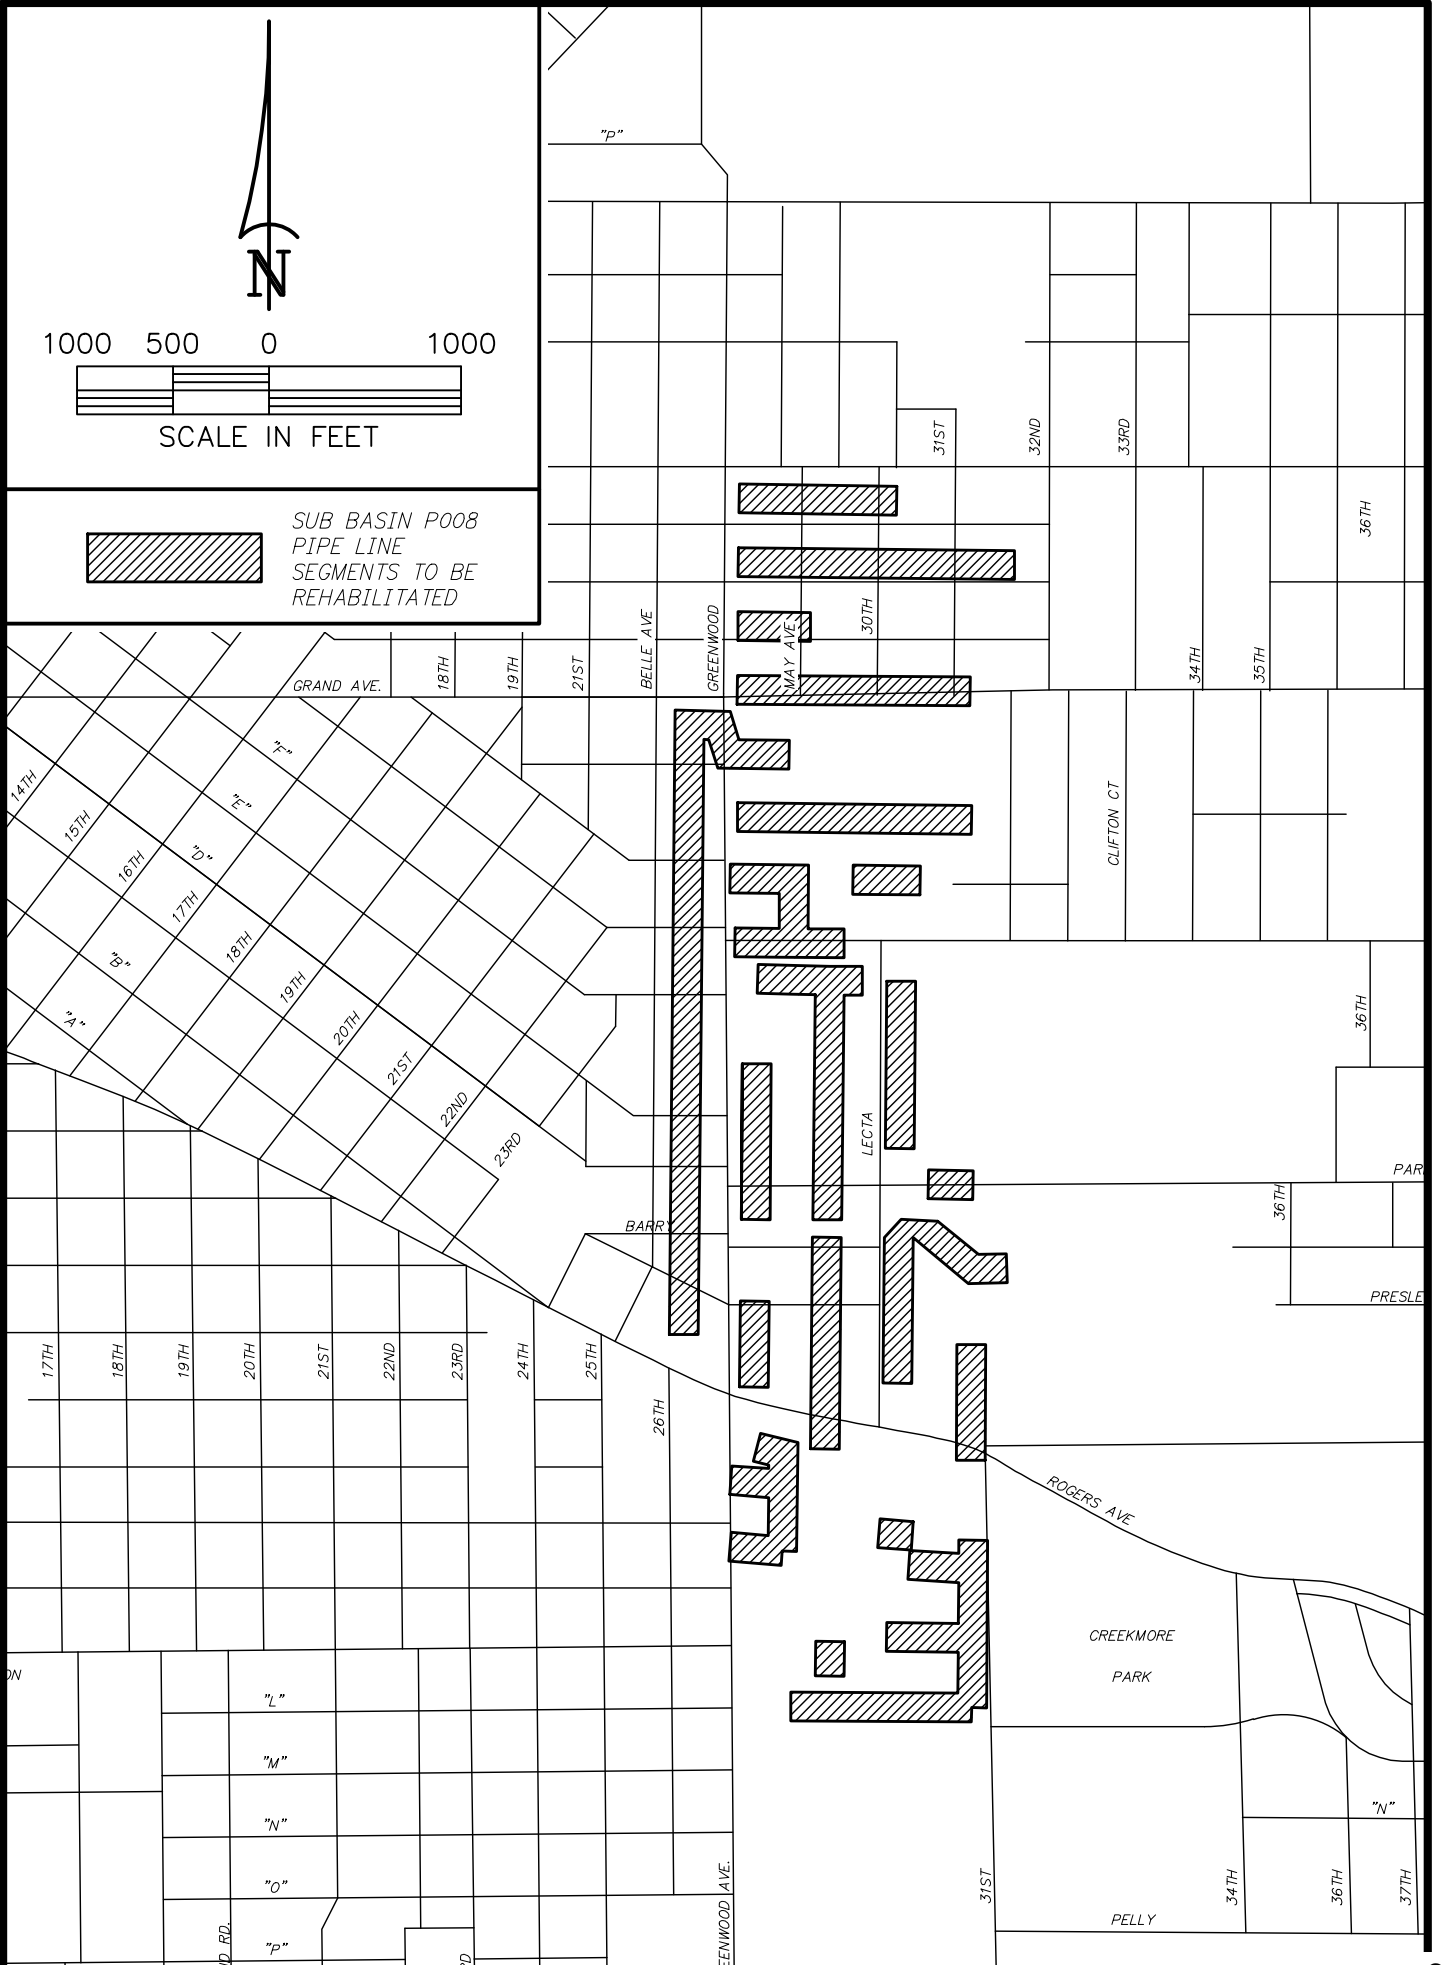 "P"
N
1000 500 0 1000
SCALE IN FEET
SUB BASIN P008
PIPE LINE
SEGMENTS TO BE
REHABILITATED
31ST
32ND
33RD
36TH
GRAND AVE.
18TH
19TH
21ST
BELLE AVE
GREENWOOD
MAY AVE
30TH
34TH
35TH
"F"
"E"
"D"
"B"
"A"
14TH
15TH
16TH
17TH
18TH
19TH
20TH
21ST
22ND
23RD
CLIFTON CT
36TH
LECTA
36TH
BARRY
17TH
18TH
19TH
20TH
21ST
22ND
23RD
24TH
25TH
26TH
ROGERS AVE
CREEKMORE
PARK
"L"
"M"
"N"
"O"
"P"
31ST
34TH
36TH
37TH
"N"
PELLY